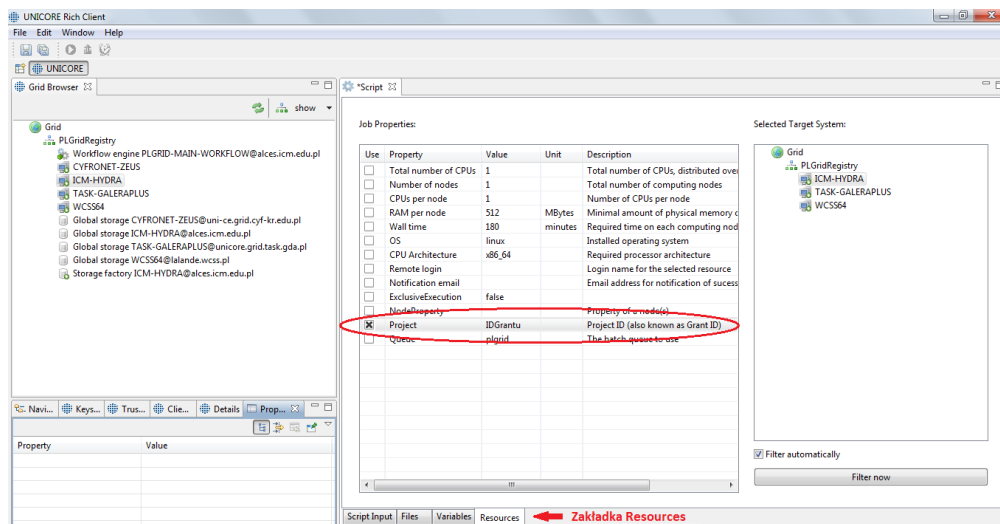 UNICORE Rich Client
File Edit Window Help
UNICORE
Grid Browser
show
Grid
PLGridRegistry
Workflow engine PLGRID-MAIN-WORKFLOW@alces.icm.edu.pl
CYFRONET-ZEUS
ICM-HYDRA
TASK-GALERAPLUS
WCSS64
Global storage CYFRONET-ZEUS@uni-ce.grid.cyf-kr.edu.pl
Global storage ICM-HYDRA@alces.icm.edu.pl
Global storage TASK-GALERAPLUS@unicore.grid.task.gda.pl
Global storage WCSS64@lalande.wcss.pl
Storage factory ICM-HYDRA@alces.icm.edu.pl
Navi... Keys... Trus... Clie... Details Prop...
Property Value
*Script
Job Properties:
Use Property Value Unit Description
Total number of CPUs 1 Total number of CPUs, distributed over
Number of nodes 1 Total number of computing nodes
CPUs per node 1 Number of CPUs per node
RAM per node 512 MBytes Minimal amount of physical memory c
Wall time 180 minutes Required time on each computing nod
OS linux Installed operating system
CPU Architecture x86_64 Required processor architecture
Remote login Login name for the selected resource
Notification email Email address for notification of sucess
ExclusiveExecution false
NodeProperty Property of a node(s)
Project IDGrantu Project ID (also known as Grant ID)
Queue plgrid The batch queue to use
Selected Target System:
Grid
PLGridRegistry
ICM-HYDRA
TASK-GALERAPLUS
WCSS64
Filter automatically
Filter now
Script Input Files Variables Resources
Zakładka Resources